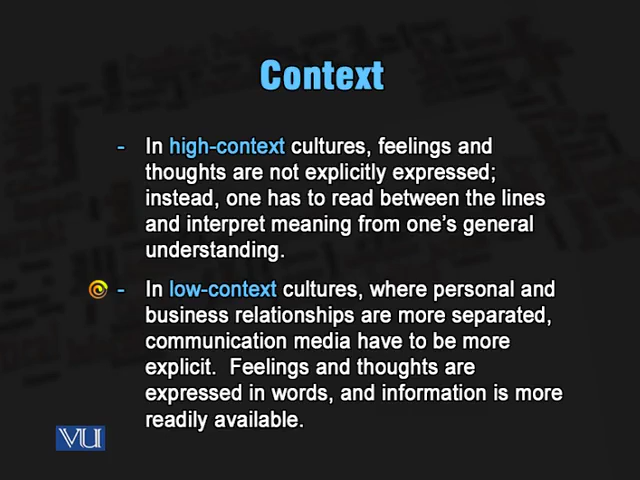 Context
- In high-context cultures, feelings and
thoughts are not explicitly expressed;
instead, one has to read between the lines
and interpret meaning from one's general
understanding.
- In low-context cultures, where personal and
business relationships are more separated,
communication media have to be more
explicit.  Feelings and thoughts are
expressed in words, and information is more
readily available.
VU